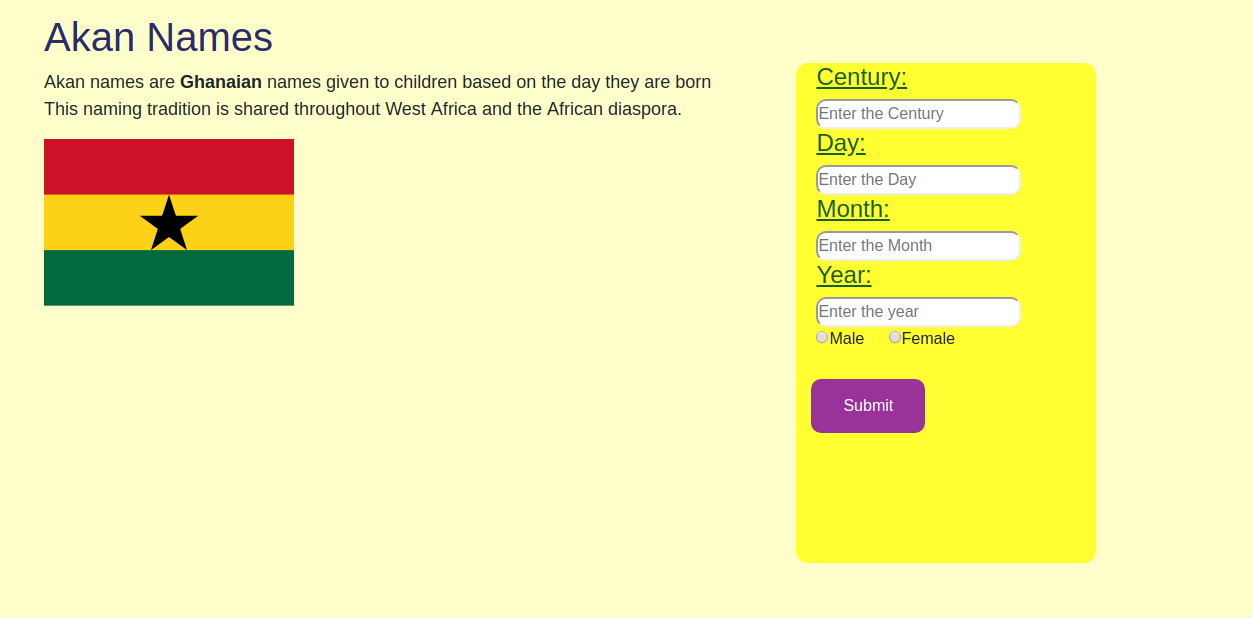 Akan Names
Akan names are Ghanaian names given to children based on the day they are born
This naming tradition is shared throughout West Africa and the African diaspora.
Century:
Enter the Century
Day:
Enter the Day
Month:
Enter the Month
Year:
Enter the year
Male Female
Submit